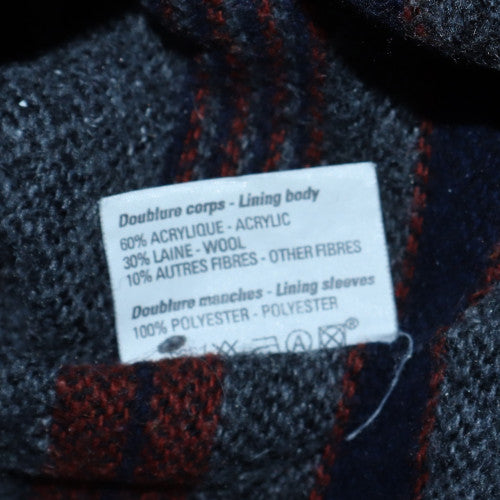 Doublure corps - Lining body
60% ACRYLIQUE - ACRYLIC
30% LAINE - WOOL
10% AUTRES FIBRES - OTHER FIBRES
Doublure manches - Lining sleeves
100% POLYESTER - POLYESTER
A ®